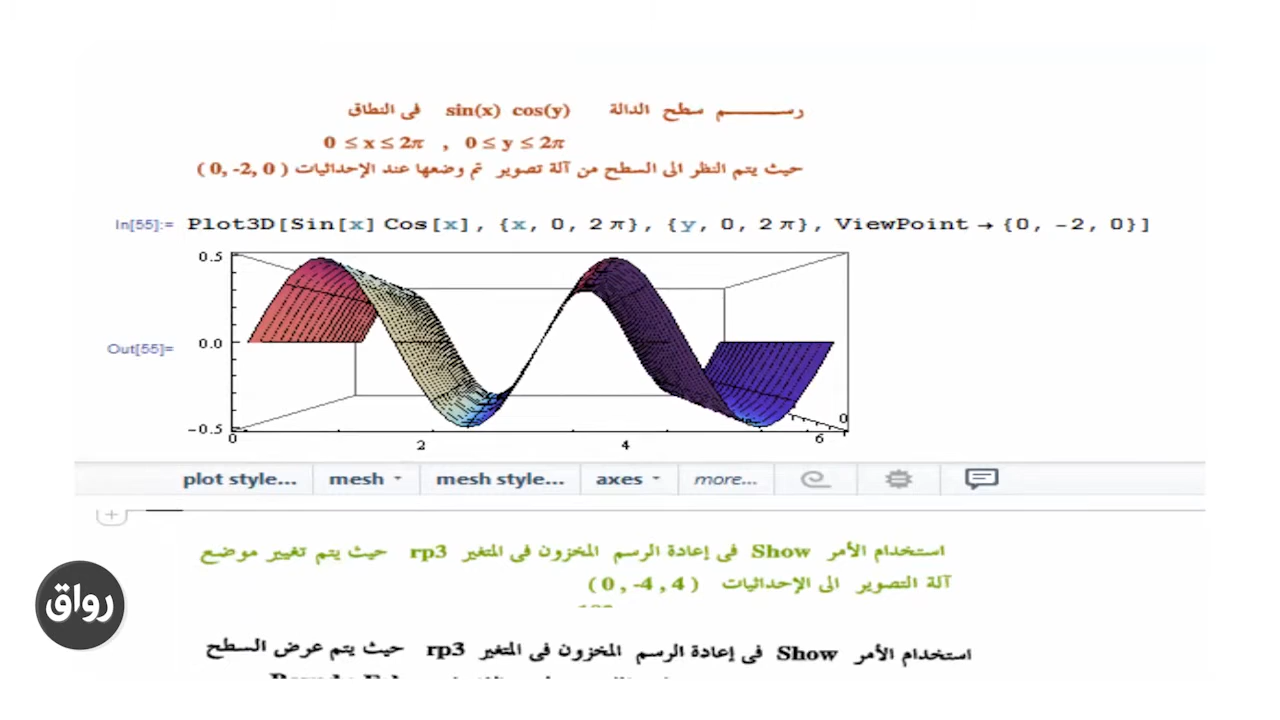 رســـــم سطح الدالة sin(x) cos(y) فى النطاق
0 ≤ x ≤ 2π , 0 ≤ y ≤ 2π
حيث يتم النظر الى السطح من آلة تصوير تم وضعها عند الإحداثيات ( 0, -2, 0 )
In[55]:= Plot3D[Sin[x] Cos[x], {x, 0, 2 π}, {y, 0, 2 π}, ViewPoint → {0, -2, 0}]
0.5
Out[55]=
0.0
-0.5
0 2 4 6 0
plot style... mesh mesh style... axes more...
استخدام الأمر Show فى إعادة الرسم المخزون فى المتغير rp3 حيث يتم تغيير موضع
آلة التصوير الى الإحداثيات ( 0 , -4 , 4 )
رواق
استخدام الأمر Show فى إعادة الرسم المخزون فى المتغير rp3 حيث يتم عرض السطح